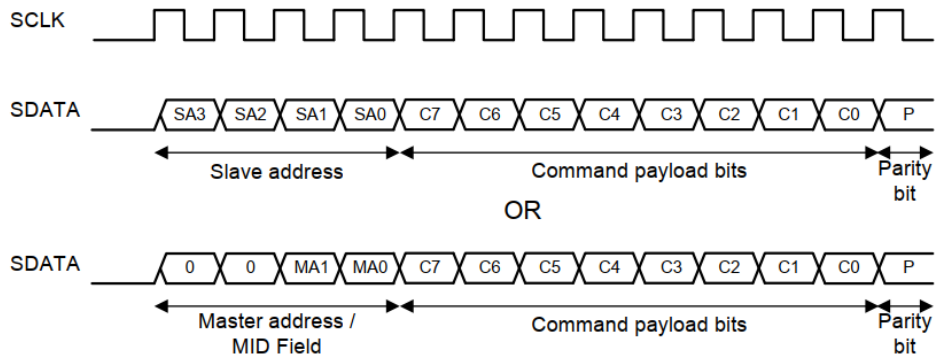 SCLK
SDATA SA3 SA2 SA1 SA0 C7 C6 C5 C4 C3 C2 C1 C0 P
Slave address Command payload bits Parity
bit
OR
SDATA 0 0 MA1 MA0 C7 C6 C5 C4 C3 C2 C1 C0 P
Master address / Command payload bits Parity
MID Field bit